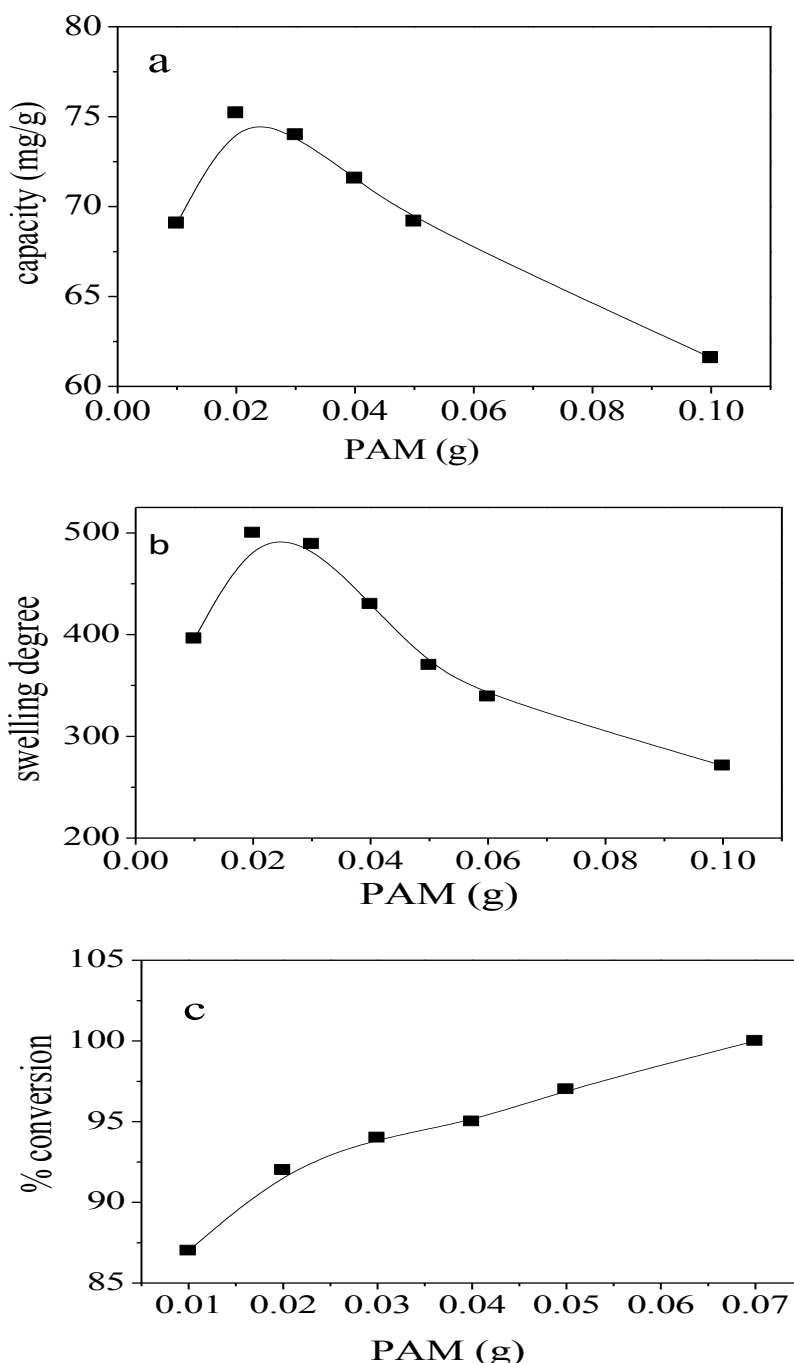 a
capacity (mg/g)
80
75
70
65
60
0.00 0.02 0.04 0.06 0.08 0.10
PAM (g)
b
swelling degree
500
400
300
200
0.00 0.02 0.04 0.06 0.08 0.10
PAM (g)
c
% conversion
105
100
95
90
85
0.01 0.02 0.03 0.04 0.05 0.06 0.07
PAM (g)